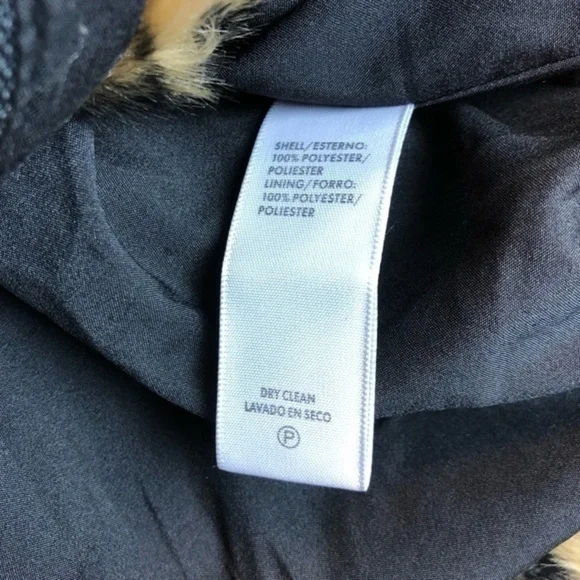 SHELL/ESTERNO:
100% POLYESTER/
POLIESTER
LINING/FORRO:
100% POLYESTER/
POLIESTER
DRY CLEAN
LAVADO EN SECO
P